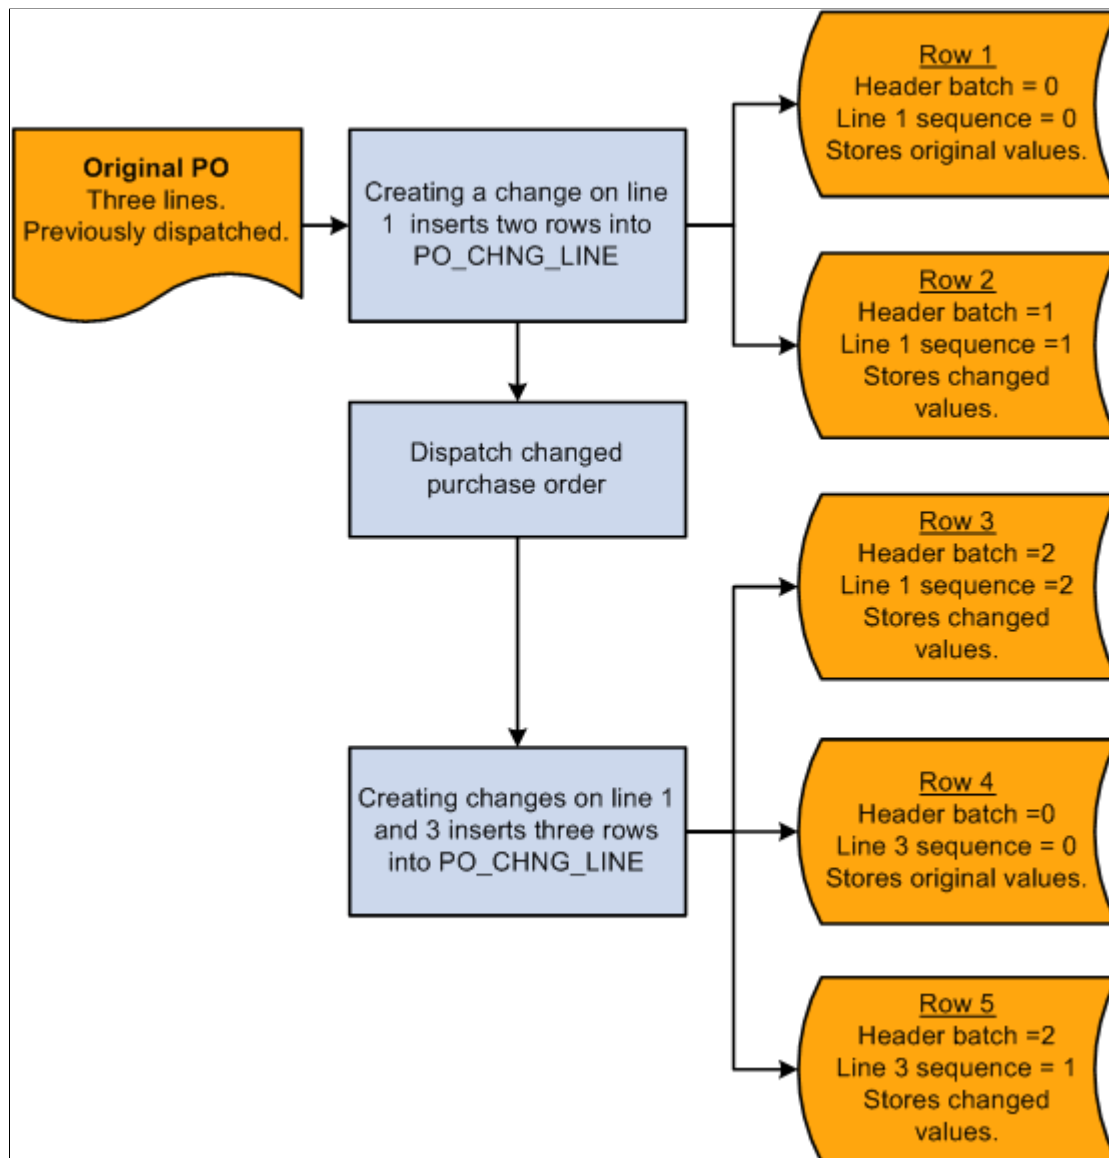 Original PO
Three lines.
Previously dispatched.
Creating a change on line
1 inserts two rows into
PO_CHNG_LINE
Row 1
Header batch = 0
Line 1 sequence = 0
Stores original values.
Row 2
Header batch =1
Line 1 sequence =1
Stores changed
values.
Dispatch changed
purchase order
Row 3
Header batch =2
Line 1 sequence =2
Stores changed
values.
Creating changes on line 1
and 3 inserts three rows
into PO_CHNG_LINE
Row 4
Header batch =0
Line 3 sequence = 0
Stores original values.
Row 5
Header batch =2
Line 3 sequence = 1
Stores changed
values.